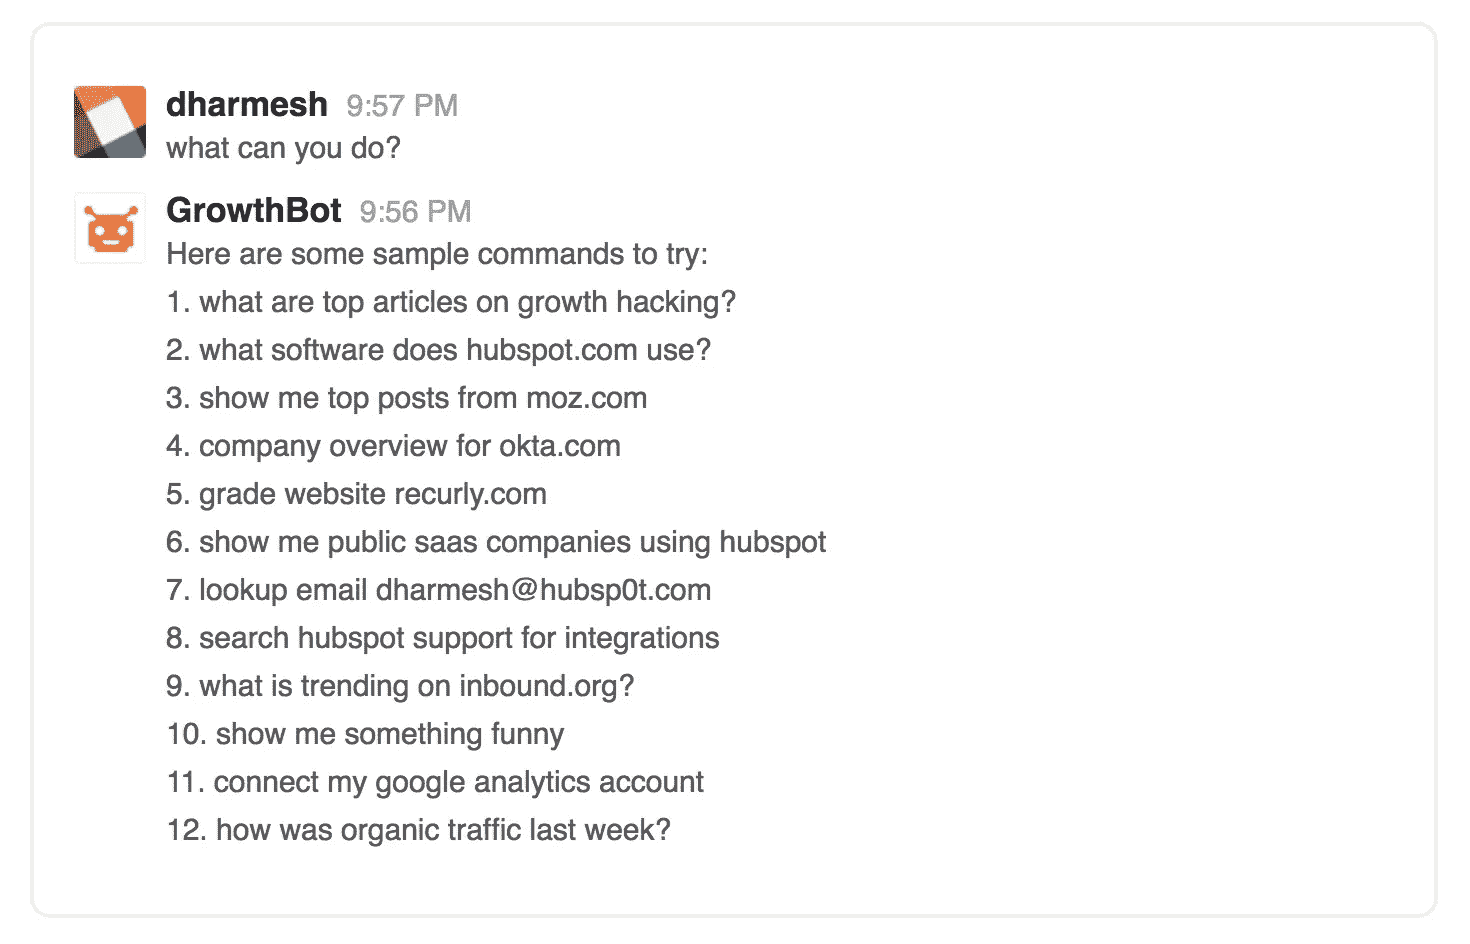 dharmesh 9:57 PM
what can you do?
GrowthBot 9:56 PM
Here are some sample commands to try:
1. what are top articles on growth hacking?
2. what software does hubspot.com use?
3. show me top posts from moz.com
4. company overview for okta.com
5. grade website recurly.com
6. show me public saas companies using hubspot
7. lookup email dharmesh@hubsp0t.com
8. search hubspot support for integrations
9. what is trending on inbound.org?
10. show me something funny
11. connect my google analytics account
12. how was organic traffic last week?